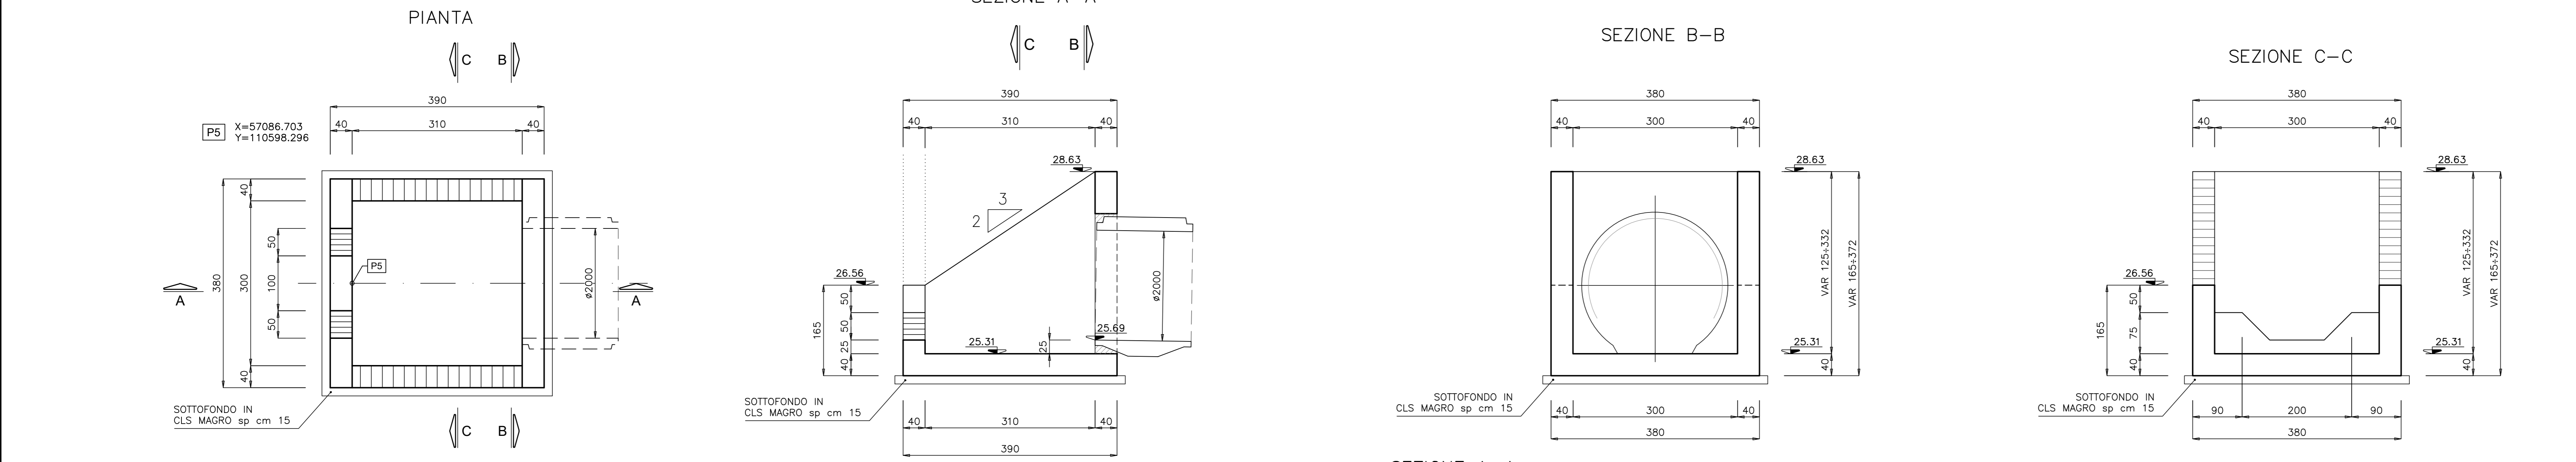 PIANTA
C B
390
40 310 40
P5
X=57086.703
Y=110598.296
380
40
300
40
50
100
50
P5
ø2000
A A
SOTTOFONDO IN
CLS MAGRO sp cm 15
C B
SEZIONE A-A
C B
390
40 310 40
28.63
3
2
26.56
165
50
50
25
40
25.31
25
25.69
ø2000
SOTTOFONDO IN
CLS MAGRO sp cm 15
40 310 40
390
SEZIONE B-B
380
40 300 40
28.63
VAR 125÷332
VAR 165÷372
25.31
40
SOTTOFONDO IN
CLS MAGRO sp cm 15
40 300 40
380
SEZIONE C-C
380
40 300 40
28.63
26.56
165
50
75
40
VAR 125÷332
VAR 165÷372
25.31
40
SOTTOFONDO IN
CLS MAGRO sp cm 15
90 200 90
380